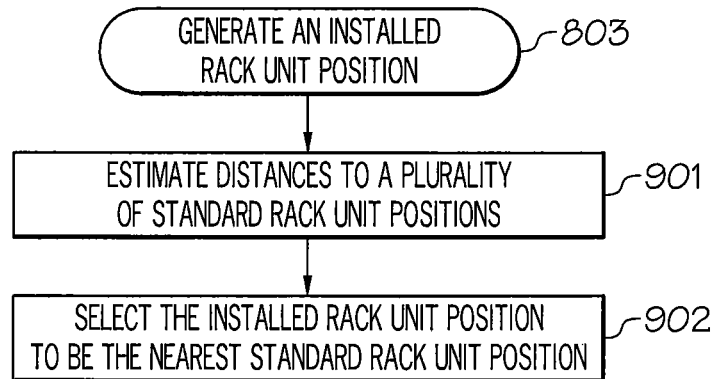 GENERATE AN INSTALLED
RACK UNIT POSITION
803
ESTIMATE DISTANCES TO A PLURALITY
OF STANDARD RACK UNIT POSITIONS
901
SELECT THE INSTALLED RACK UNIT POSITION
TO BE THE NEAREST STANDARD RACK UNIT POSITION
902